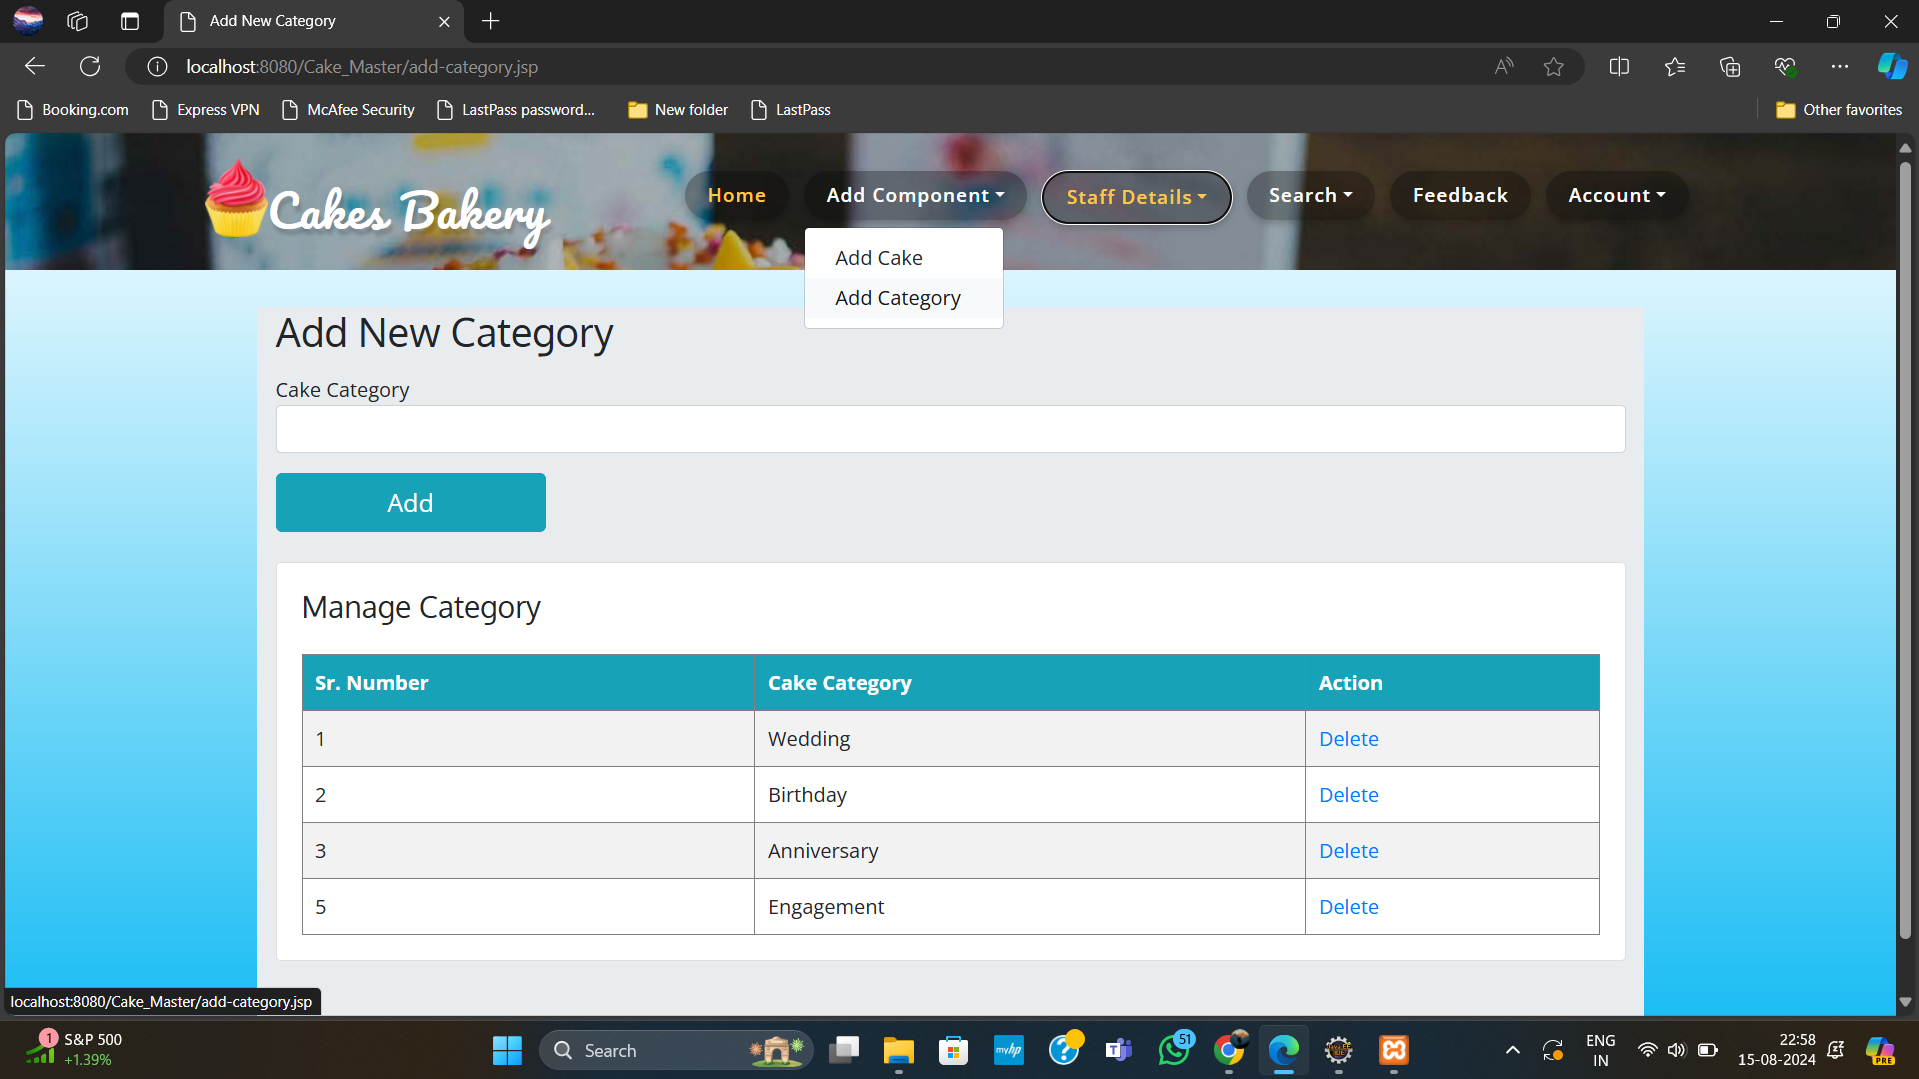 Add New Category
localhost:8080/Cake_Master/add-category.jsp
Booking.com
Express VPN
McAfee Security
LastPass password...
New folder
LastPass
Other favorites
Cakes Bakery
Home
Add Component
Staff Details
Search
Feedback
Account
Add Cake
Add Category
Add New Category
Cake Category
Add
Manage Category
Sr. Number Cake Category Action
1 Wedding Delete
2 Birthday Delete
3 Anniversary Delete
5 Engagement Delete
localhost:8080/Cake_Master/add-category.jsp
1
S&P 500
+1.39%
Search
myhp
51
ENG
IN
22:58
15-08-2024
PRE